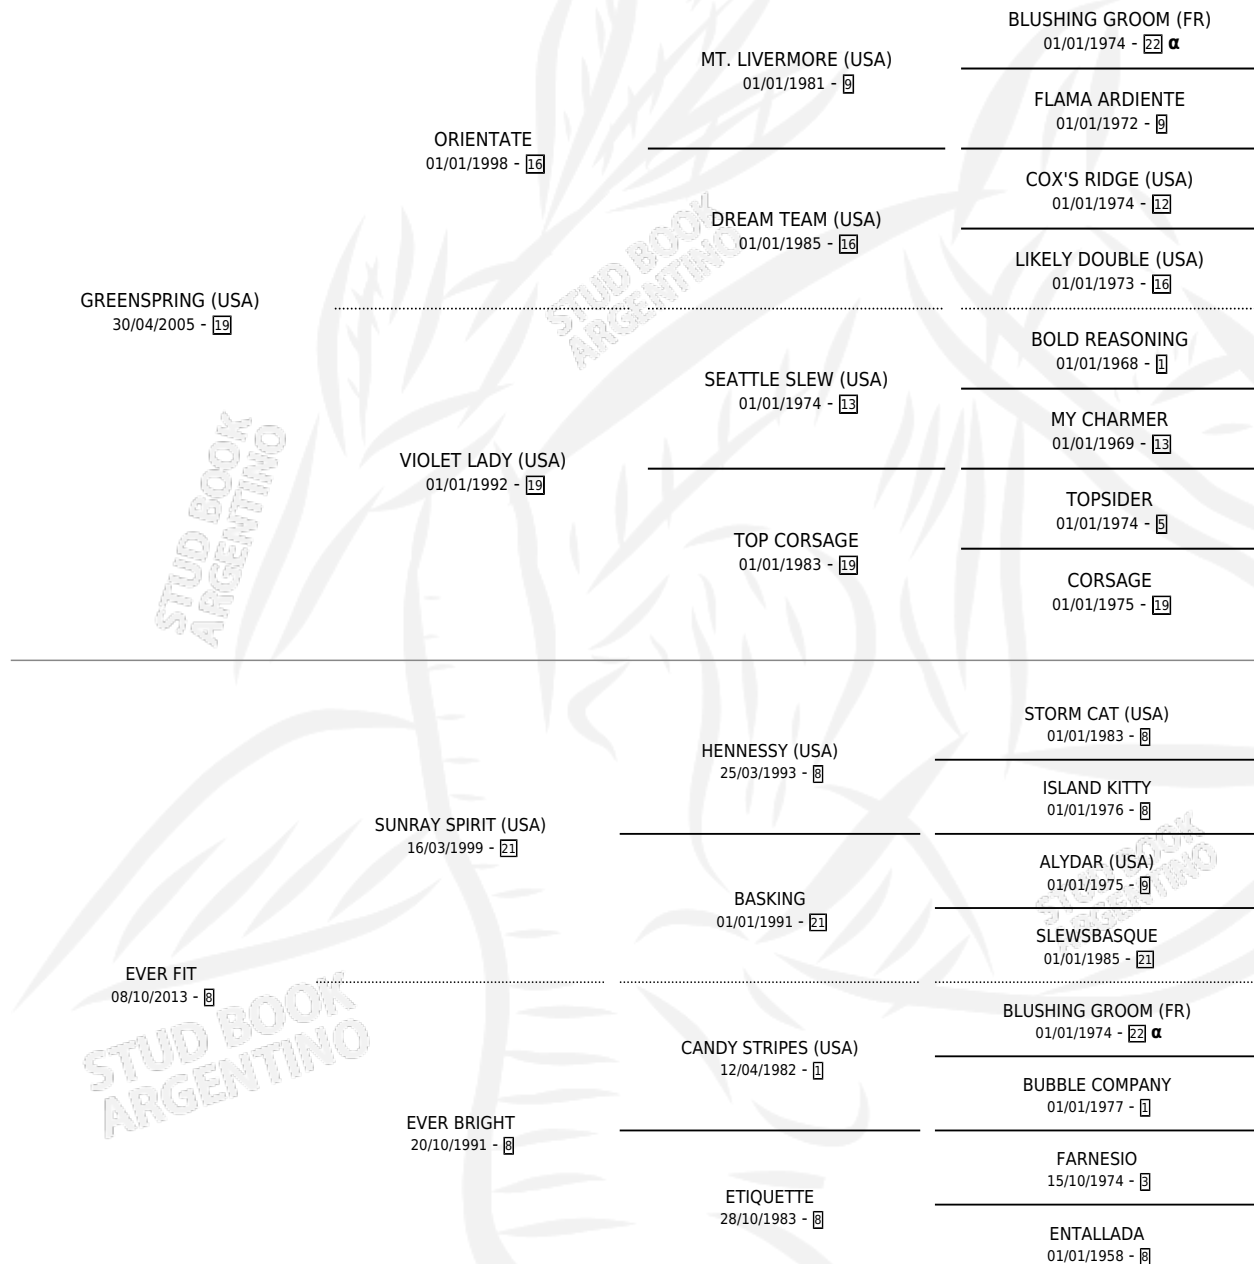 BLUSHING GROOM (FR)
01/01/1974 - 22 α
MT. LIVERMORE (USA)
01/01/1981 - 9
FLAMA ARDIENTE
01/01/1972 - 9
ORIENTATE
01/01/1998 - 16
COX'S RIDGE (USA)
01/01/1974 - 12
DREAM TEAM (USA)
01/01/1985 - 16
LIKELY DOUBLE (USA)
01/01/1973 - 16
STUD BOOK
ARGENTINO
GREENSPRING (USA)
30/04/2005 - 19
BOLD REASONING
01/01/1968 - 1
SEATTLE SLEW (USA)
01/01/1974 - 13
MY CHARMER
01/01/1969 - 13
VIOLET LADY (USA)
01/01/1992 - 19
TOPSIDER
01/01/1974 - 5
TOP CORSAGE
01/01/1983 - 19
CORSAGE
01/01/1975 - 19
STUD BOOK
ARGENTINO
STORM CAT (USA)
01/01/1983 - 8
HENNESSY (USA)
25/03/1993 - 8
ISLAND KITTY
01/01/1976 - 8
SUNRAY SPIRIT (USA)
16/03/1999 - 21
ALYDAR (USA)
01/01/1975 - 9
STUD BOOK
ARGENTINO
BASKING
01/01/1991 - 21
SLEWSBASQUE
01/01/1985 - 21
EVER FIT
08/10/2013 - 8
STUD BOOK
ARGENTINO
BLUSHING GROOM (FR)
01/01/1974 - 22 α
CANDY STRIPES (USA)
12/04/1982 - 1
BUBBLE COMPANY
01/01/1977 - 1
EVER BRIGHT
20/10/1991 - 8
FARNESIO
15/10/1974 - 3
ETIQUETTE
28/10/1983 - 8
ENTALLADA
01/01/1958 - 8